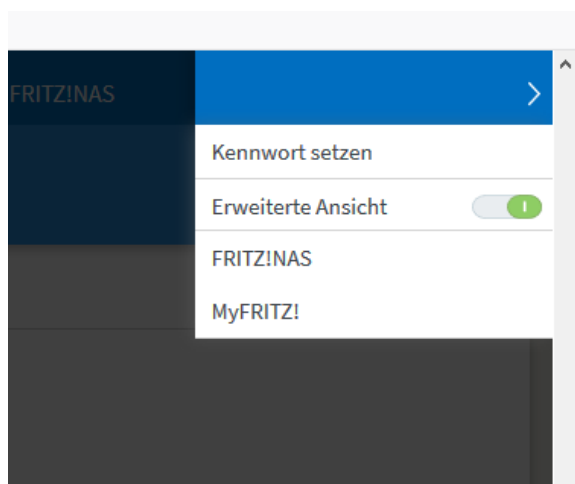 FRITZ!NAS
Kennwort setzen
Erweiterte Ansicht
FRITZ!NAS
MyFRITZ!